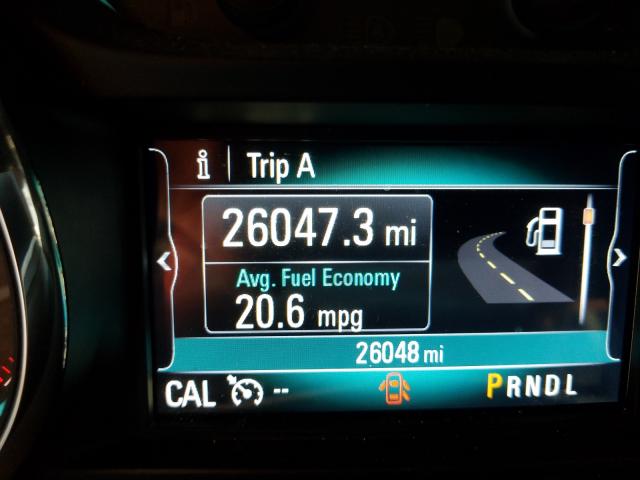 i Trip A
26047.3 mi
Avg. Fuel Economy
20.6 mpg
26048 mi
CAL -- PRNDL